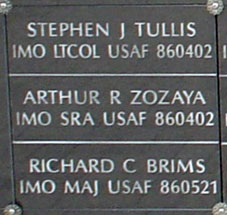 STEPHEN J TULLIS
IMO LTCOL USAF 860402
ARTHUR R ZOZAYA
IMO SRA USAF 860402
RICHARD C BRIMS
IMO MAJ USAF 860521